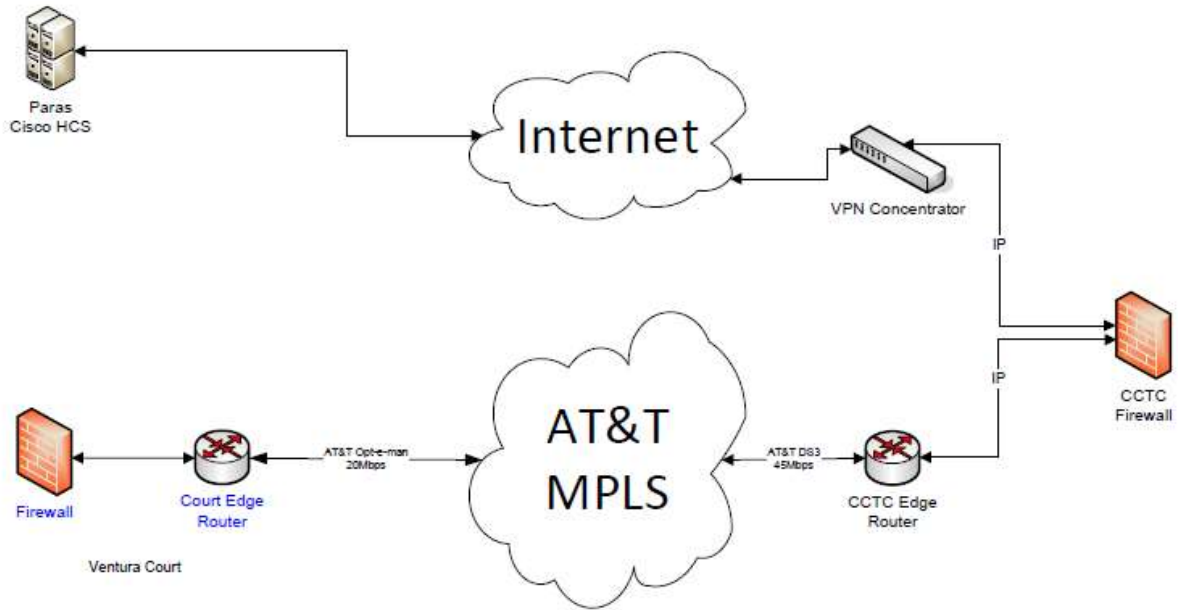 Paras
Cisco HCS
Internet
VPN Concentrator
IP
CCTC
Firewall
IP
AT&T
MPLS
AT&T Opt-e-man
20Mbps
AT&T DS3
45Mbps
Firewall
Court Edge
Router
CCTC Edge
Router
Ventura Court